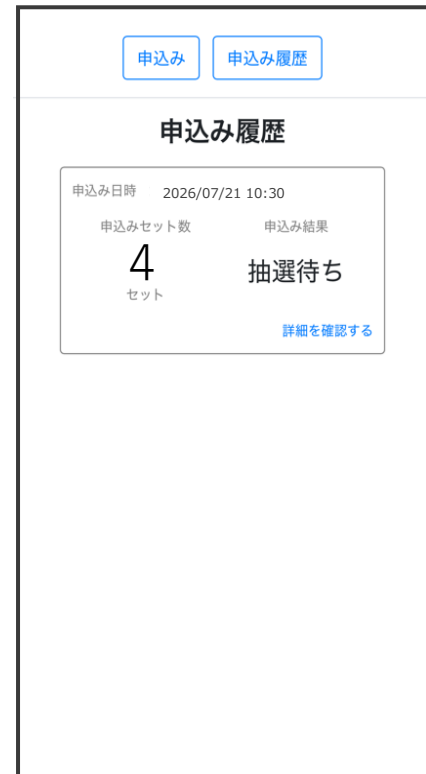 申込み 申込み履歴
申込み履歴
申込み日時 2026/07/21 10:30
申込みセット数 申込み結果
4 抽選待ち
セット
詳細を確認する